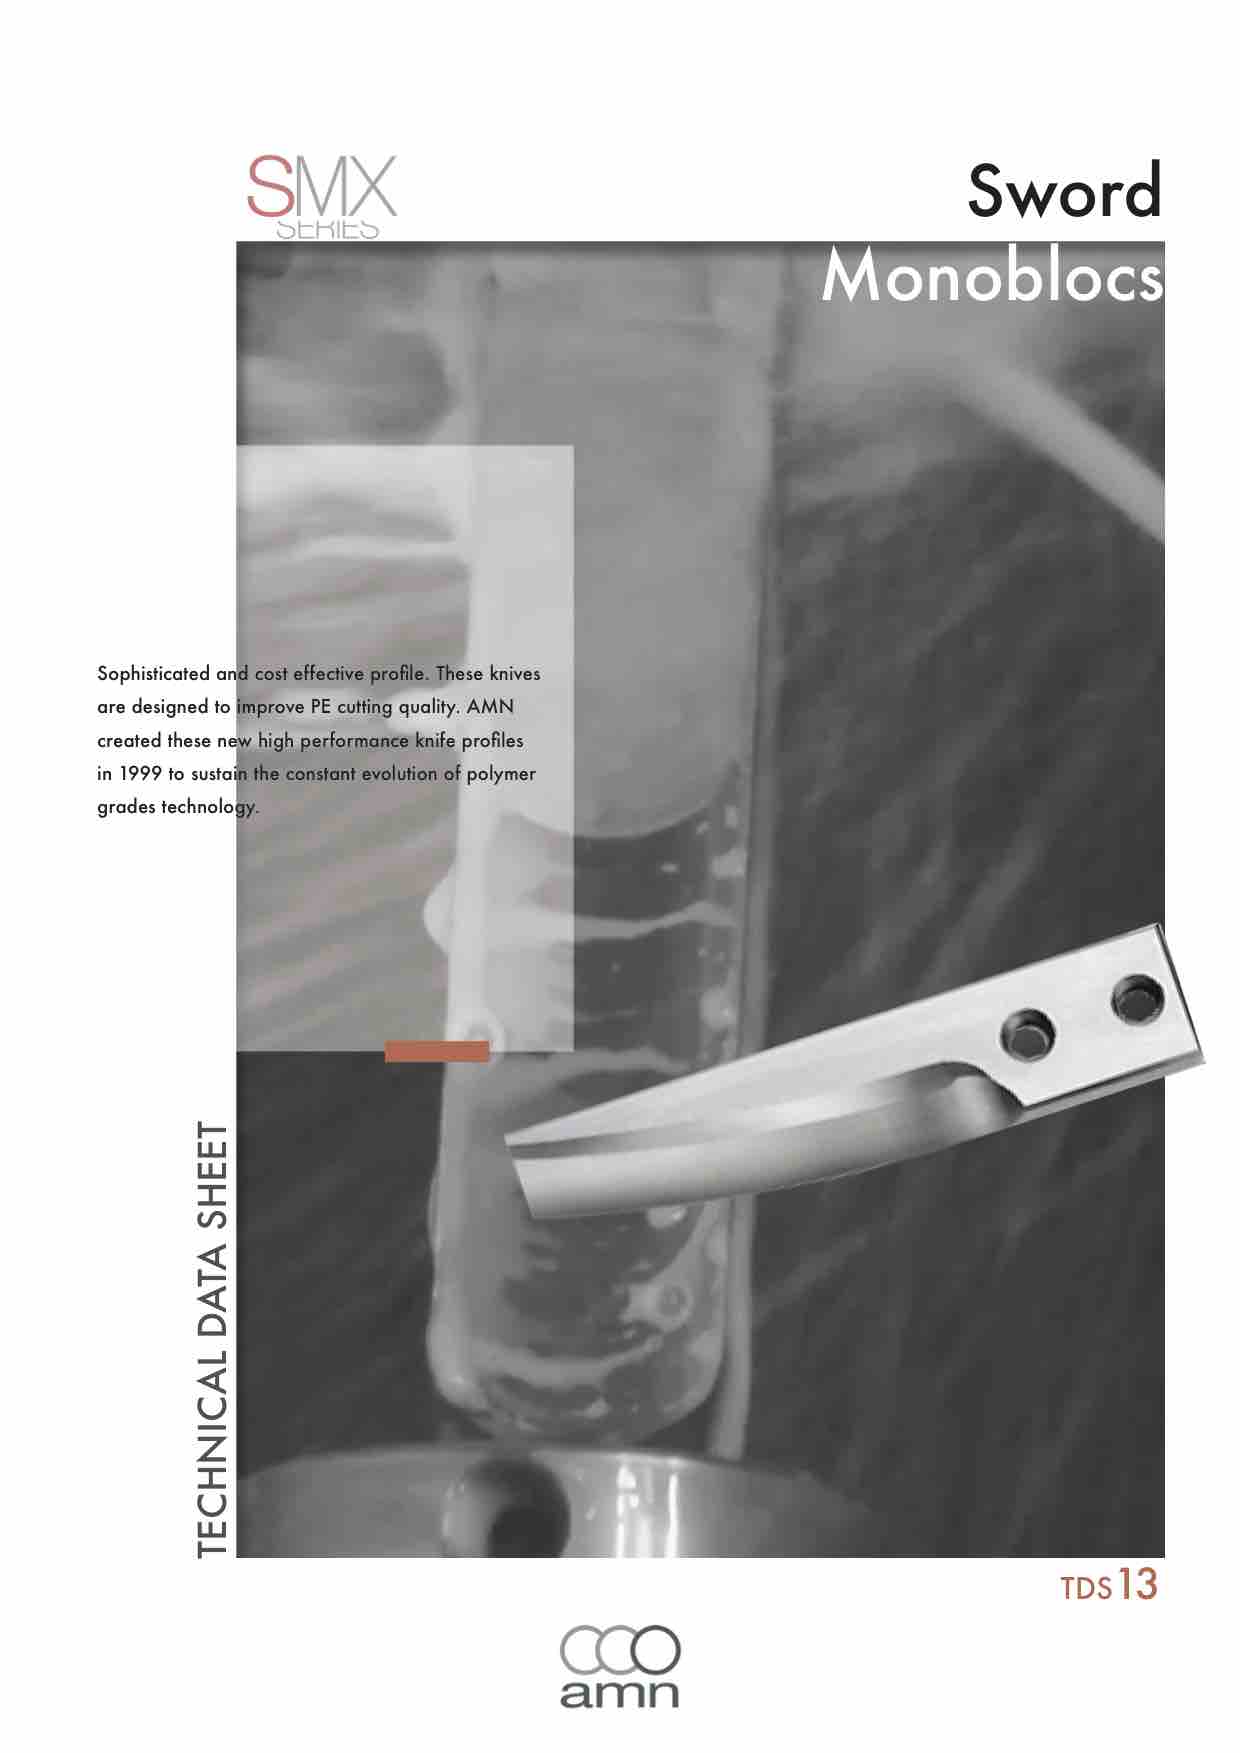 SMX
SERIES
Sword
Monoblocs
Sophisticated and cost effective profile. These knives
are designed to improve PE cutting quality. AMN
created these new high performance knife profiles
in 1999 to sustain the constant evolution of polymer
grades technology.
TECHNICAL DATA SHEET
TDS13
amn